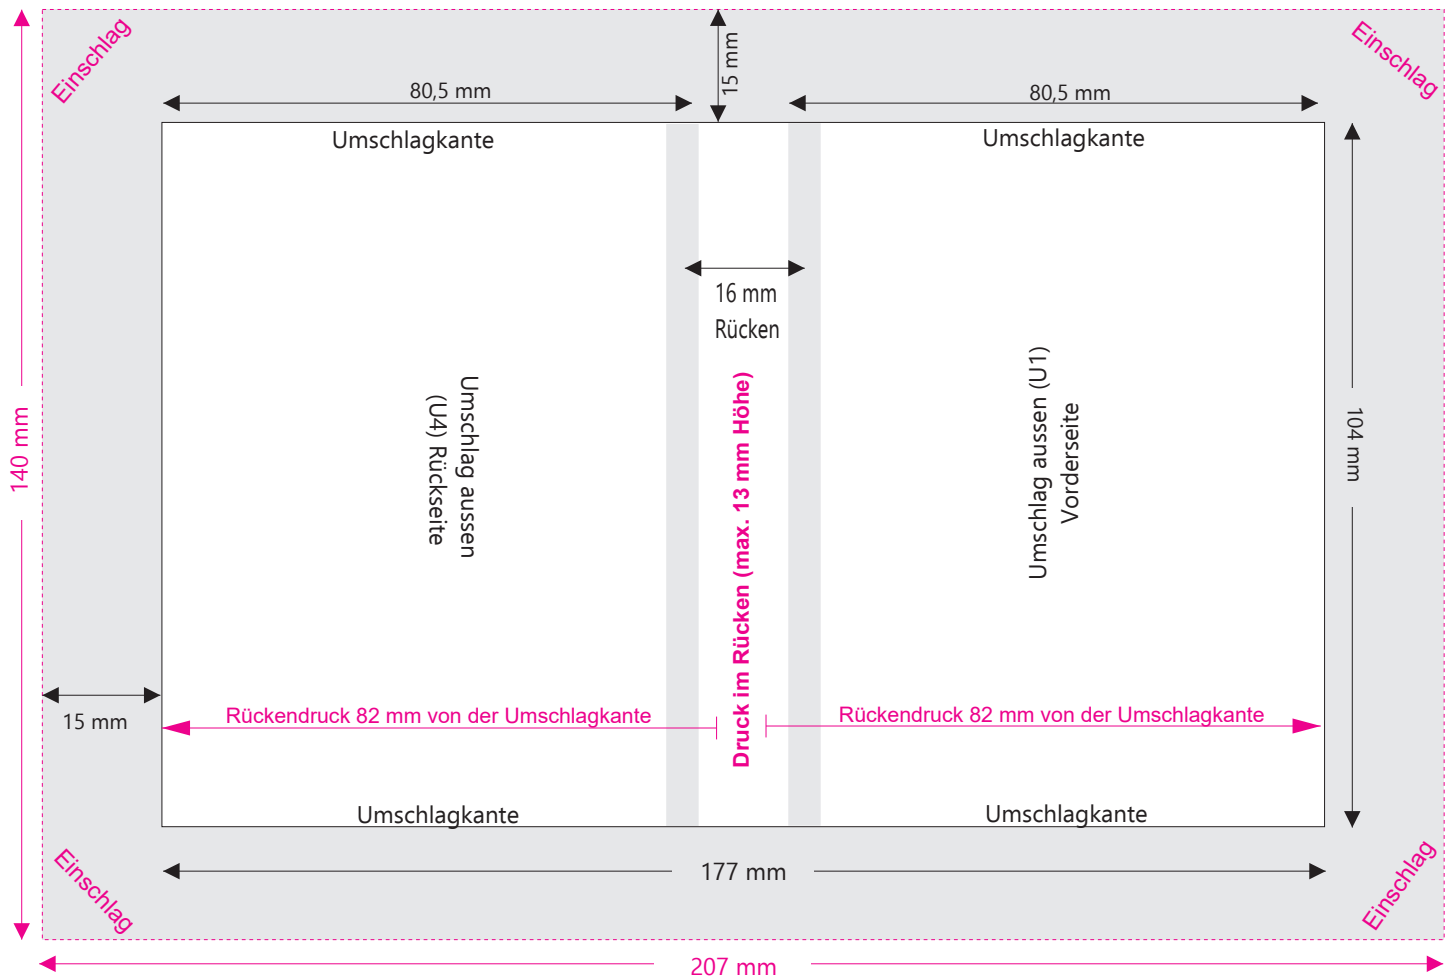 Einschlag
Einschlag
15 mm
80,5 mm
80,5 mm
Umschlagkante
Umschlagkante
16 mm
Rücken
Umschlag aussen
(U4) Rückseite
Druck im Rücken (max. 13 mm Höhe)
Umschlag aussen (U1)
Vorderseite
140 mm
104 mm
15 mm
Rückendruck 82 mm von der Umschlagkante
Rückendruck 82 mm von der Umschlagkante
Umschlagkante
Umschlagkante
Einschlag
177 mm
Einschlag
207 mm